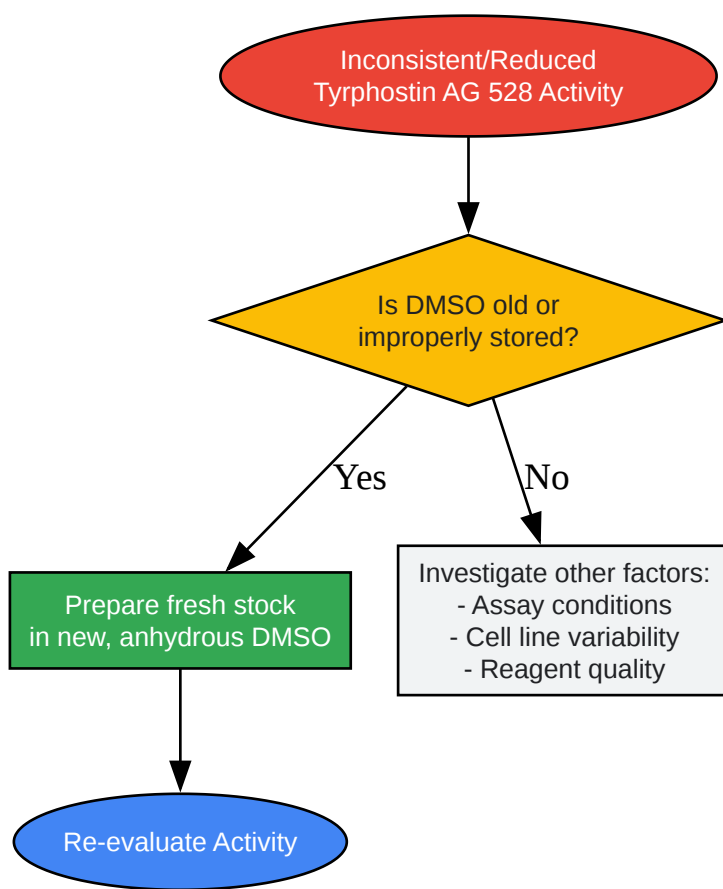 Inconsistent/Reduced
Tyrphostin AG 528 Activity
Is DMSO old or
improperly stored?
Yes
No
Prepare fresh stock
in new, anhydrous DMSO
Investigate other factors:
- Assay conditions
- Cell line variability
- Reagent quality
Re-evaluate Activity